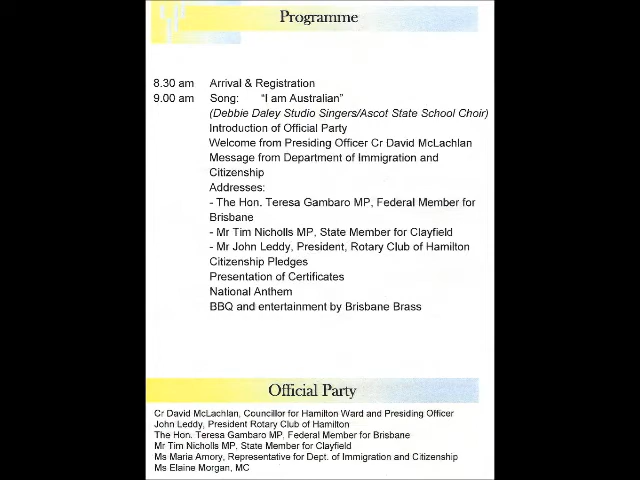 Programme
8.30 am Arrival & Registration
9.00 am Song: "I am Australian"
(Debbie Daley Studio Singers/Ascot State School Choir)
Introduction of Official Party
Welcome from Presiding Officer Cr David McLachlan
Message from Department of Immigration and
Citizenship
Addresses:
- The Hon. Teresa Gambaro MP, Federal Member for
Brisbane
- Mr Tim Nicholls MP, State Member for Clayfield
- Mr John Leddy, President, Rotary Club of Hamilton
Citizenship Pledges
Presentation of Certificates
National Anthem
BBQ and entertainment by Brisbane Brass
Official Party
Cr David McLachlan, Councillor for Hamilton Ward and Presiding Officer
John Leddy, President Rotary Club of Hamilton
The Hon. Teresa Gambaro MP, Federal Member for Brisbane
Mr Tim Nicholls MP, State Member for Clayfield
Ms Maria Amory, Representative for Dept. of Immigration and Citizenship
Ms Elaine Morgan, MC